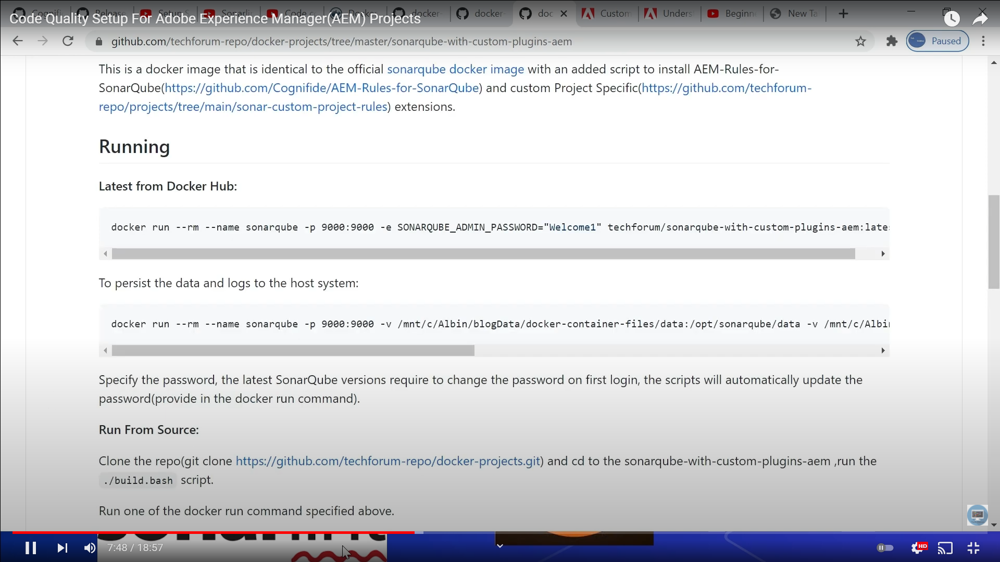 Code Quality Setup For Adobe Experience Manager(AEM) Projects
Cognifi Release Setup S Sonarli Code c Docke docker- docker- doc Custom Unders Beginne New Ta
github.com/techforum-repo/docker-projects/tree/master/sonarqube-with-custom-plugins-aem
Paused
This is a docker image that is identical to the official sonarqube docker image with an added script to install AEM-Rules-for-
SonarQube(https://github.com/Cognifide/AEM-Rules-for-SonarQube) and custom Project Specific(https://github.com/techforum-
repo/projects/tree/main/sonar-custom-project-rules) extensions.
Running
Latest from Docker Hub:
docker run --rm --name sonarqube -p 9000:9000 -e SONARQUBE_ADMIN_PASSWORD="Welcome1" techforum/sonarqube-with-custom-plugins-aem:late
To persist the data and logs to the host system:
docker run --rm --name sonarqube -p 9000:9000 -v /mnt/c/Albin/blogData/docker-container-files/data:/opt/sonarqube/data -v /mnt/c/Albin
Specify the password, the latest SonarQube versions require to change the password on first login, the scripts will automatically update the
password(provide in the docker run command).
Run From Source:
Clone the repo(git clone https://github.com/techforum-repo/docker-projects.git) and cd to the sonarqube-with-custom-plugins-aem ,run the
./build.bash script.
Run one of the docker run command specified above.
7:48 / 18:57
HD